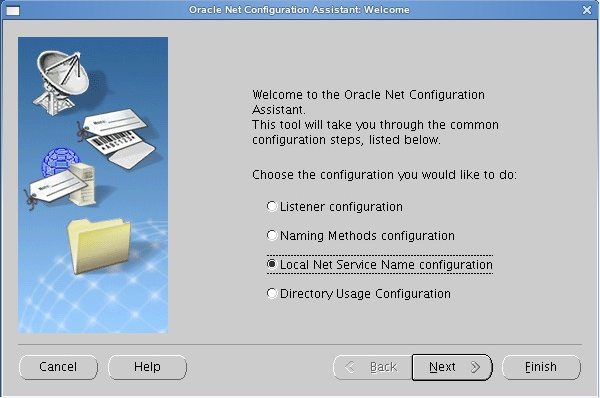 Oracle Net Configuration Assistant: Welcome
Welcome to the Oracle Net Configuration
Assistant.
This tool will take you through the common
configuration steps, listed below.
Choose the configuration you would like to do:
Listener configuration
Naming Methods configuration
Local Net Service Name configuration
Directory Usage Configuration
Cancel
Help
Back
Next
Finish